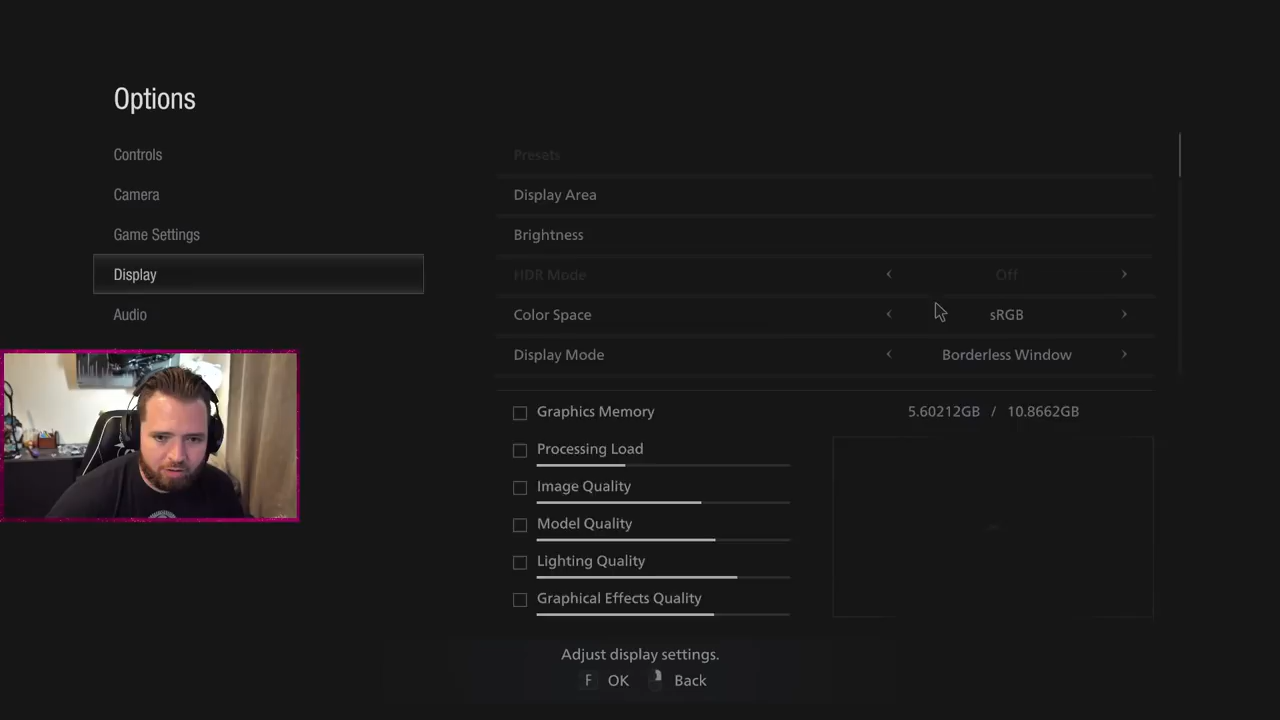 Options
Controls
Camera
Game Settings
Display
Audio
Presets
Display Area
Brightness
HDR Mode Off
Color Space sRGB
Display Mode Borderless Window
Graphics Memory 5.60212GB / 10.8662GB
Processing Load
Image Quality
Model Quality
Lighting Quality
Graphical Effects Quality
Adjust display settings.
F OK Back